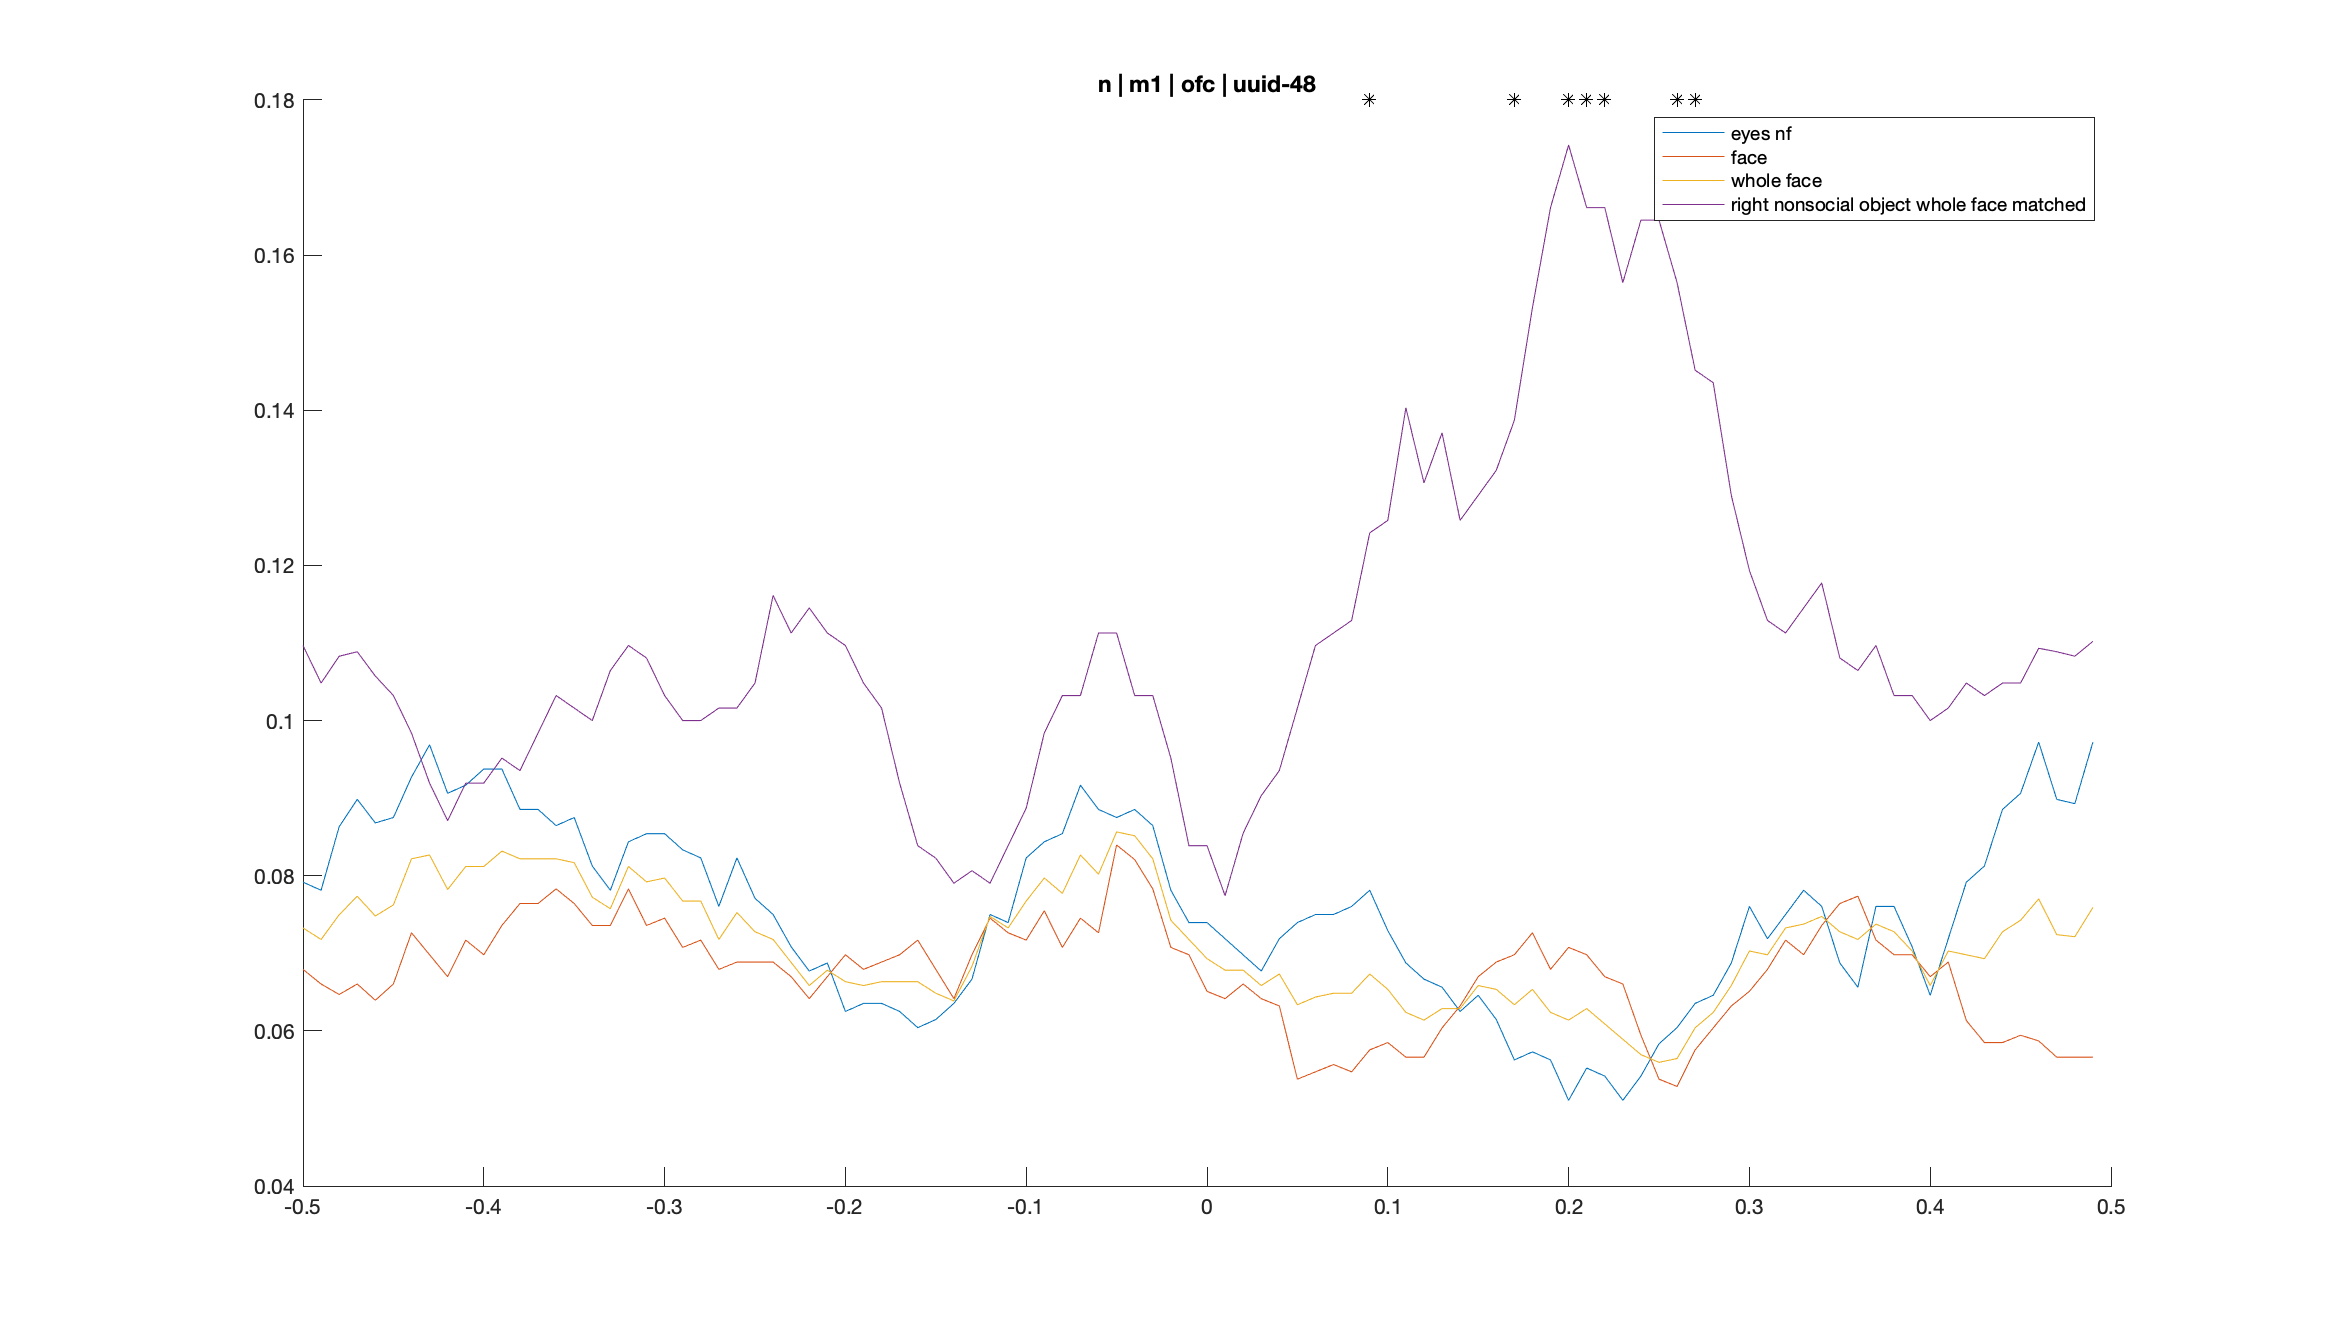 n | m1 | ofc | uuid-48
0.18
0.16
0.14
0.12
0.1
0.08
0.06
0.04
-0.5 -0.4 -0.3 -0.2 -0.1 0 0.1 0.2 0.3 0.4 0.5
eyes nf
face
whole face
right nonsocial object whole face matched